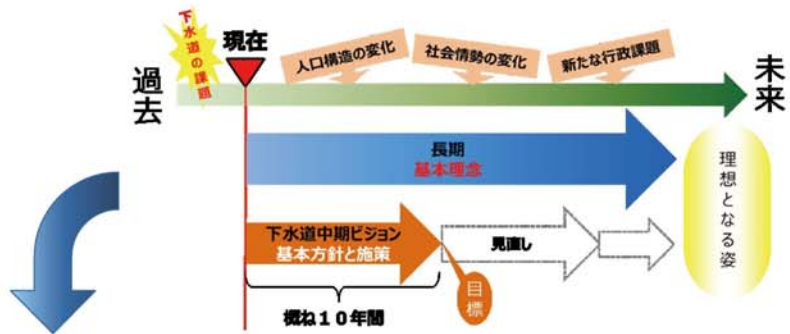 下水道の課題
現在
人口構造の変化
社会情勢の変化
新たな行政課題
過去
未来
長期
基本理念
理想となる姿
下水道中期ビジョン
基本方針と施策
見直し
目標
概ね１０年間